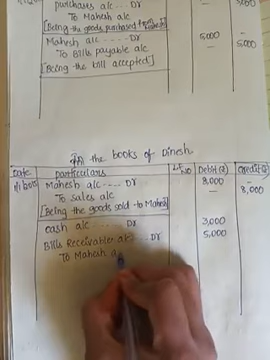 purchases a/c .... Dr
To Mahesh a/c
[Being the goods purchased
Mahesh a/c ..... Dr 5,000
To Bills payable a/c 5,000
[Being the bill accepted]
In the books of Dinesh
Date particulars L.F No Debit(₹) Credit(₹)
Mahesh a/c ---- Dr 8,000
To sales a/c 8,000
[Being the goods sold to Mahesh]
cash a/c .... Dr 3,000
Bills Receivable a/c .... Dr 5,000
To Mahesh a